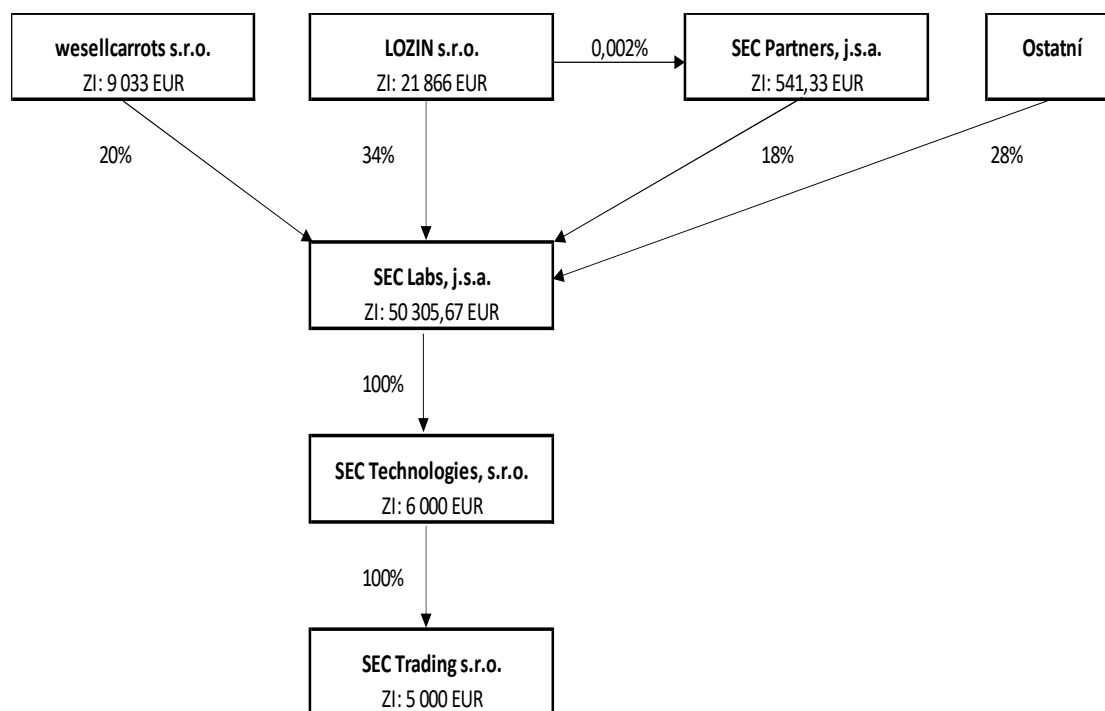 wesellcarrots s.r.o.
ZI: 9 033 EUR
LOZIN s.r.o.
ZI: 21 866 EUR
0,002%
SEC Partners, j.s.a.
ZI: 541,33 EUR
Ostatní
20%
34%
18%
28%
SEC Labs, j.s.a.
ZI: 50 305,67 EUR
100%
SEC Technologies, s.r.o.
ZI: 6 000 EUR
100%
SEC Trading s.r.o.
ZI: 5 000 EUR